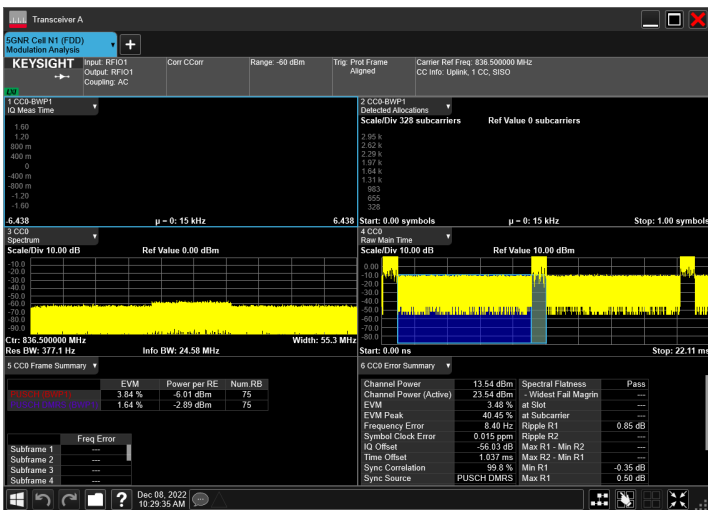 Transceiver A
5GNR Cell N1 (FDD)
Modulation Analysis
KEYSIGHT
Input: RFIO1
Output: RFIO1
Coupling: AC
Corr CCorr
Range: -60 dBm
Trig: Prot Frame
Aligned
Carrier Ref Freq: 836.500000 MHz
CC Info: Uplink, 1 CC, SISO
1 CC0-BWP1
IQ Meas Time
1.60
1.20
800 m
400 m
0
-400 m
-800 m
-1.20
-1.60
-6.438
μ = 0: 15 kHz
6.438
2 CC0-BWP1
Detected Allocations
Scale/Div 328 subcarriers
Ref Value 0 subcarriers
2.95 k
2.62 k
2.29 k
1.97 k
1.64 k
1.31 k
983
655
328
Start: 0.00 symbols
μ = 0: 15 kHz
Stop: 1.00 symbols
3 CC0
Spectrum
Scale/Div 10.00 dB
Ref Value 0.00 dBm
-10.0
-20.0
-30.0
-40.0
-50.0
-60.0
-70.0
-80.0
-90.0
Ctr: 836.500000 MHz
Width: 55.3 MHz
Res BW: 377.1 Hz
Info BW: 24.58 MHz
4 CC0
Raw Main Time
Scale/Div 10.00 dB
Ref Value 10.00 dBm
0.00
-10.0
-20.0
-30.0
-40.0
-50.0
-60.0
-70.0
-80.0
Start: 0.00 ns
Stop: 22.11 ms
5 CC0 Frame Summary
EVM Power per RE Num.RB
PUSCH (BWP1) 3.84 % -6.01 dBm 75
1.64 % -2.89 dBm 75
Freq Error
Subframe 1 ---
Subframe 2 ---
Subframe 3 ---
Subframe 4 ---
6 CC0 Error Summary
Channel Power 13.54 dBm Spectral Flatness Pass
Channel Power (Active) 23.54 dBm - Widest Fail Magrin ---
EVM 3.48 % at Slot ---
EVM Peak 40.45 % at Subcarrier ---
Frequency Error 8.40 Hz Ripple R1 0.85 dB
Symbol Clock Error 0.015 ppm Ripple R2 ---
IQ Offset -56.03 dB Max R1 - Min R2 ---
Time Offset 1.037 ms Max R2 - Min R1 ---
Sync Correlation 99.8 % Min R1 -0.35 dB
Sync Source PUSCH DMRS Max R1 0.50 dB
Dec 08, 2022
10:29:35 AM